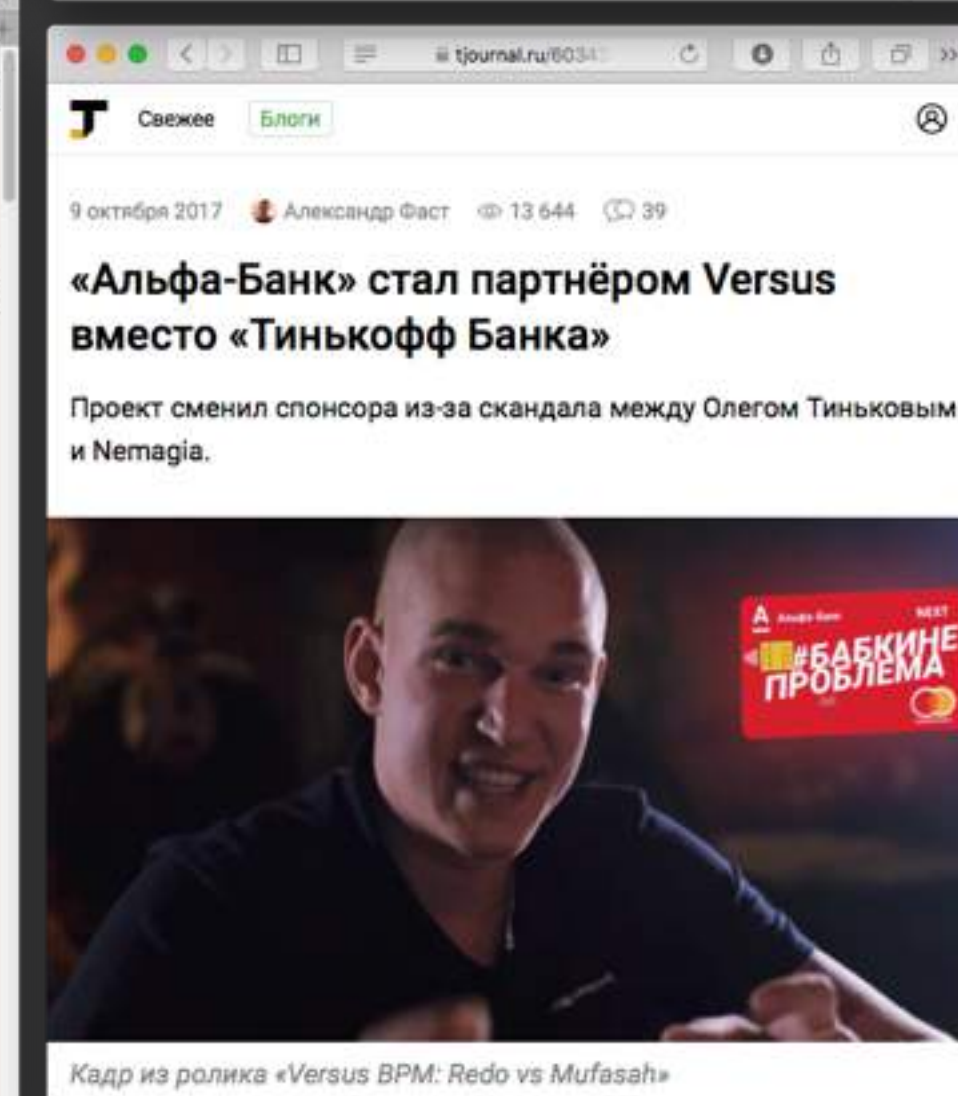 tjournal.ru/6034
Свежее Блоги
9 октября 2017 Александр Фаст 13 644 39
«Альфа-Банк» стал партнёром Versus
вместо «Тинькофф Банка»
Проект сменил спонсора из-за скандала между Олегом Тиньковым
и Nemagia.
А Альфа-Банк NEXT
#БАБКИНЕ
ПРОБЛЕМА
Кадр из ролика «Versus BPM: Redo vs Mufasah»